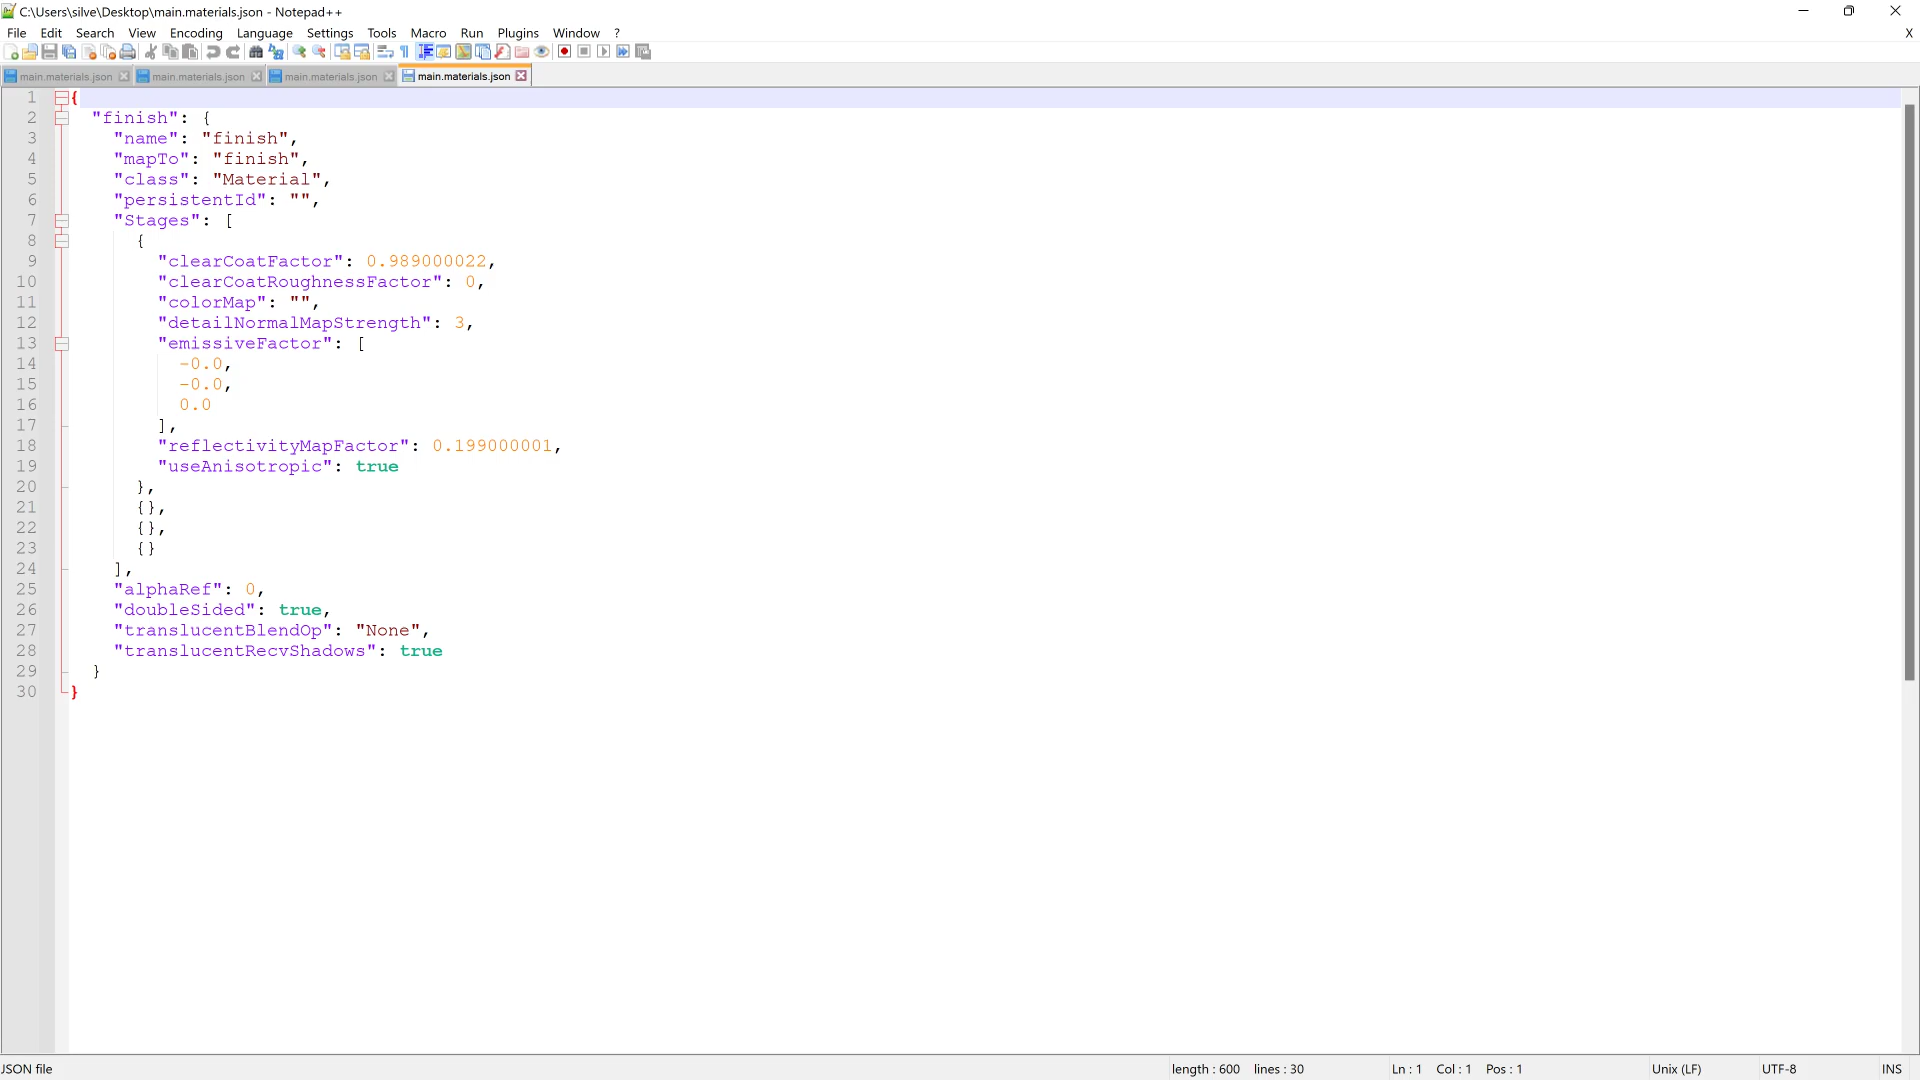 C:\Users\silve\Desktop\main.materials.json - Notepad++
File Edit Search View Encoding Language Settings Tools Macro Run Plugins Window ? X
main.materials.json main.materials.json main.materials.json main.materials.json
1 {
2 "finish": {
3 "name": "finish",
4 "mapTo": "finish",
5 "class": "Material",
6 "persistentId": "",
7 "Stages": [
8 {
9 "clearCoatFactor": 0.989000022,
10 "clearCoatRoughnessFactor": 0,
11 "colorMap": "",
12 "detailNormalMapStrength": 3,
13 "emissiveFactor": [
14 -0.0,
15 -0.0,
16 0.0
17 ],
18 "reflectivityMapFactor": 0.199000001,
19 "useAnisotropic": true
20 },
21 {},
22 {},
23 {}
24 ],
25 "alphaRef": 0,
26 "doubleSided": true,
27 "translucentBlendOp": "None",
28 "translucentRecvShadows": true
29 }
30 }
JSON file length : 600 lines : 30 Ln : 1 Col : 1 Pos : 1 Unix (LF) UTF-8 INS